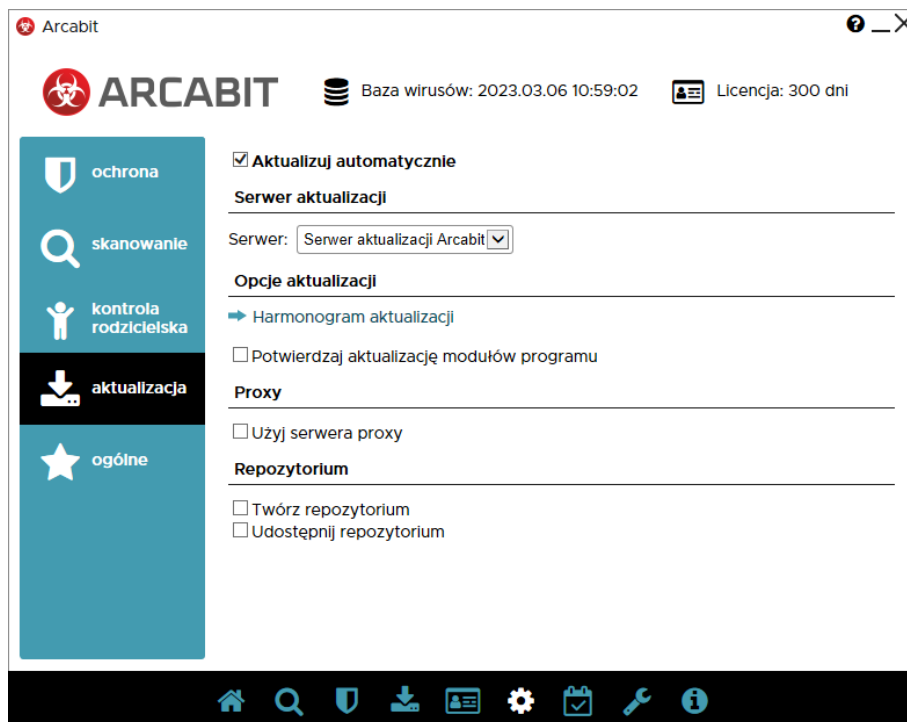 Arcabit
ARCABIT
Baza wirusów: 2023.03.06 10:59:02
Licencja: 300 dni
ochrona
skanowanie
kontrola
rodzicielska
aktualizacja
ogólne
Aktualizuj automatycznie
Serwer aktualizacji
Serwer: Serwer aktualizacji Arcabit
Opcje aktualizacji
Harmonogram aktualizacji
Potwierdzaj aktualizację modułów programu
Proxy
Użyj serwera proxy
Repozytorium
Twórz repozytorium
Udostępnij repozytorium